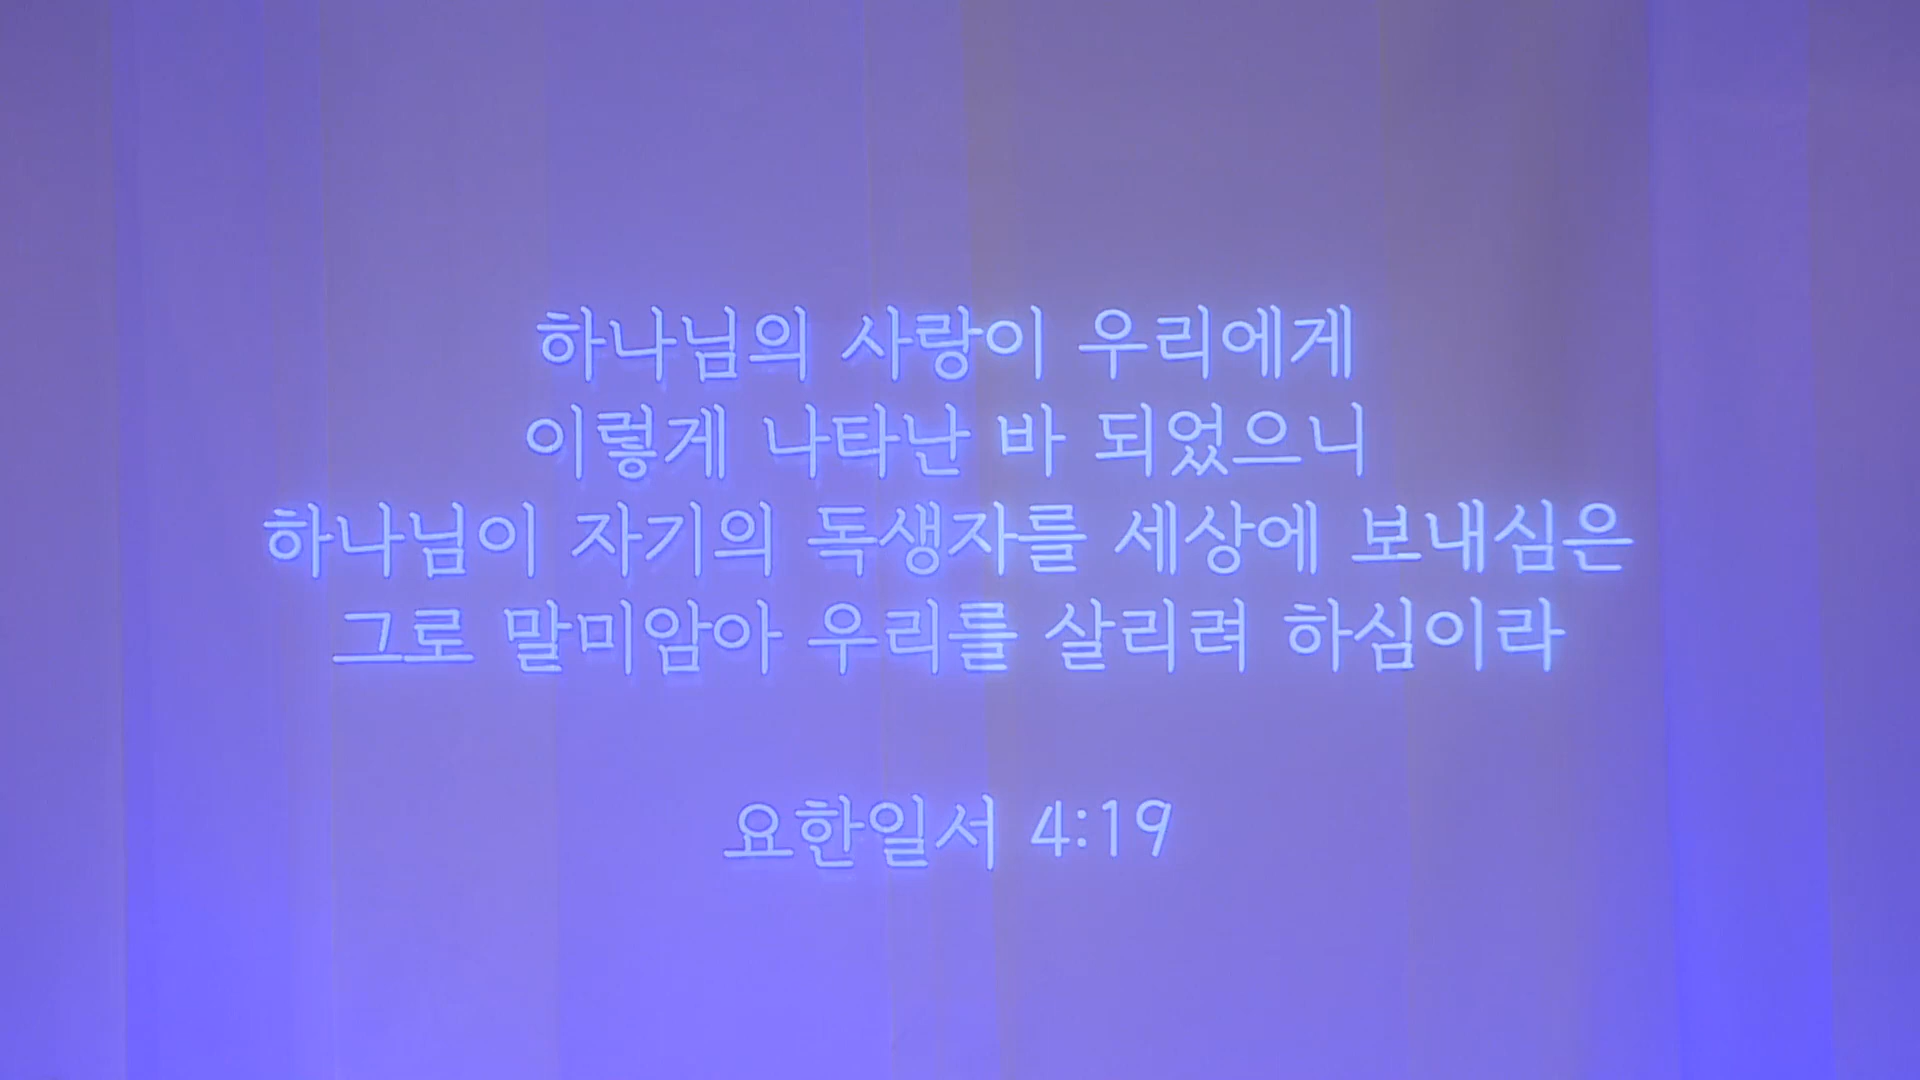 하나님의 사랑이 우리에게
이렇게 나타난 바 되었으니
하나님이 자기의 독생자를 세상에 보내심은
그로 말미암아 우리를 살리려 하심이라
요한일서 4:19